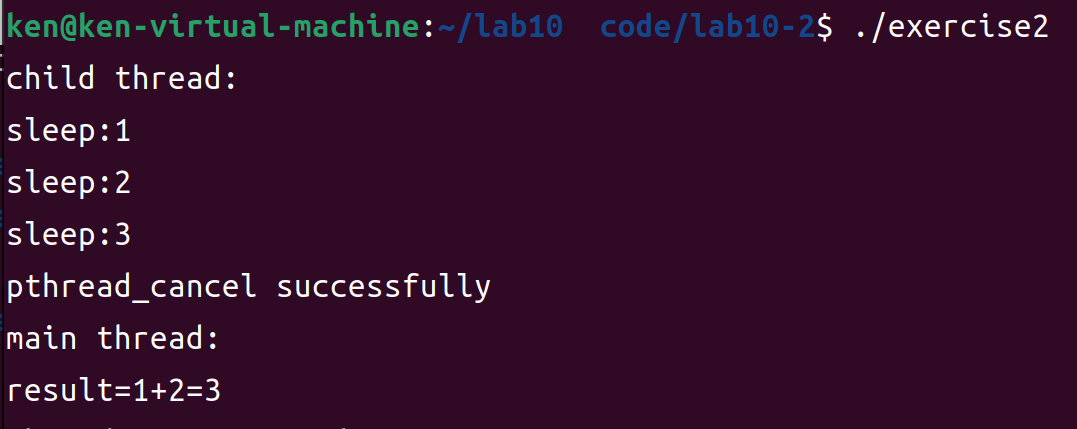 ken@ken-virtual-machine:~/lab10  code/lab10-2$ ./exercise2
child thread:
sleep:1
sleep:2
sleep:3
pthread_cancel successfully
main thread:
result=1+2=3